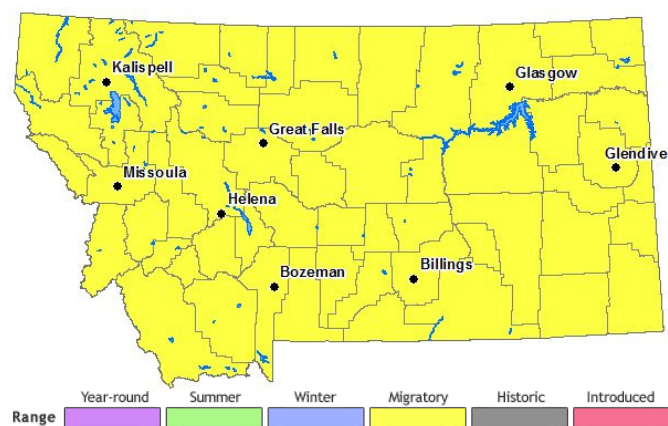 Kalispell
Glasgow
Great Falls
Glendive
Missoula
Helena
Bozeman
Billings
Year-round Summer Winter Migratory Historic Introduced
Range